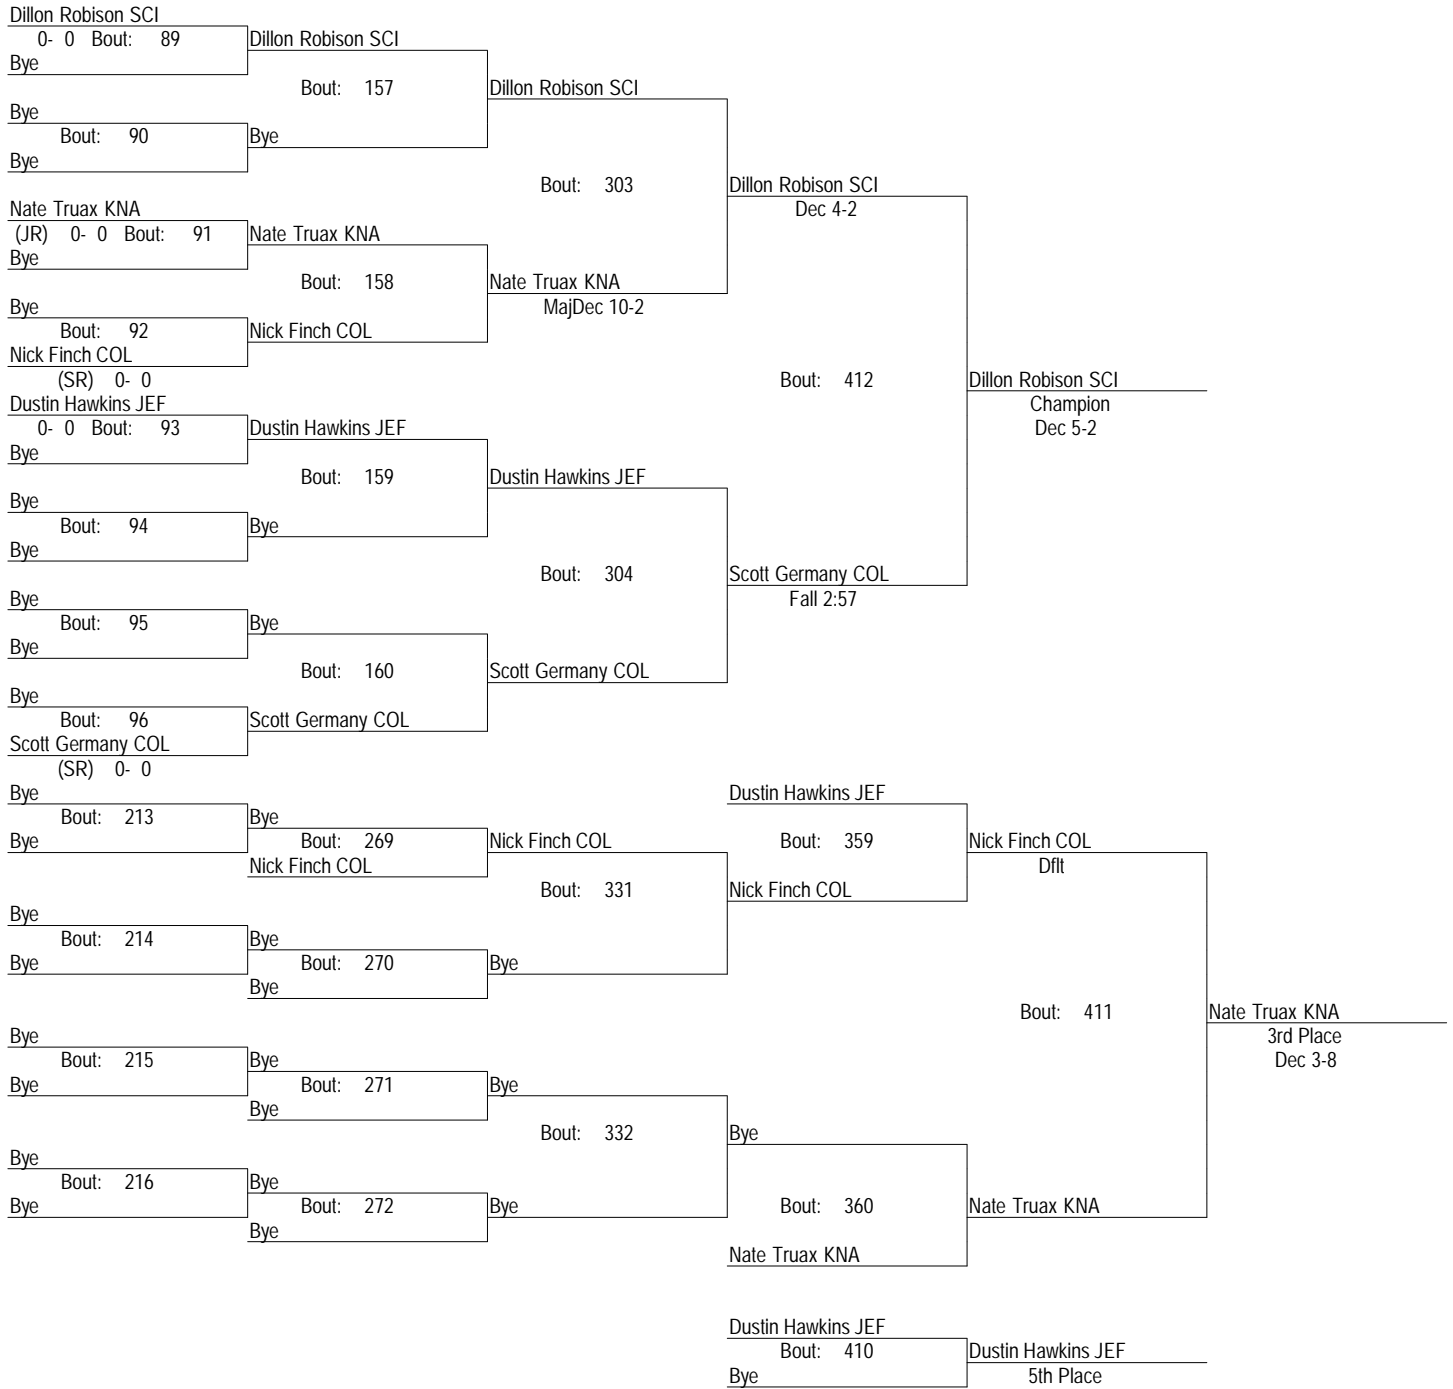 Dillon Robison SCI
0- 0 Bout: 89
Dillon Robison SCI
Bye
Bout: 157
Dillon Robison SCI
Bye
Bout: 90
Bye
Bye
Bout: 303
Dillon Robison SCI
Dec 4-2
Nate Truax KNA
(JR) 0- 0 Bout: 91
Nate Truax KNA
Bye
Bout: 158
Nate Truax KNA
MajDec 10-2
Bye
Bout: 92
Nick Finch COL
Nick Finch COL
(SR) 0- 0
Bout: 412
Dillon Robison SCI
Champion
Dec 5-2
Dustin Hawkins JEF
0- 0 Bout: 93
Dustin Hawkins JEF
Bye
Bout: 159
Dustin Hawkins JEF
Bye
Bout: 94
Bye
Bye
Bout: 304
Scott Germany COL
Fall 2:57
Bye
Bout: 95
Bye
Bye
Bout: 160
Scott Germany COL
Bye
Bout: 96
Scott Germany COL
Scott Germany COL
(SR) 0- 0
Bye
Bout: 213
Bye
Bye
Bout: 269
Nick Finch COL
Nick Finch COL
Dustin Hawkins JEF
Bout: 359
Nick Finch COL
Dflt
Bout: 331
Nick Finch COL
Bye
Bout: 214
Bye
Bye
Bout: 270
Bye
Bye
Bout: 411
Nate Truax KNA
3rd Place
Dec 3-8
Bye
Bout: 215
Bye
Bye
Bout: 271
Bye
Bye
Bout: 332
Bye
Bye
Bout: 216
Bye
Bye
Bout: 272
Bye
Bye
Bout: 360
Nate Truax KNA
Nate Truax KNA
Dustin Hawkins JEF
Bout: 410
Dustin Hawkins JEF
Bye
5th Place